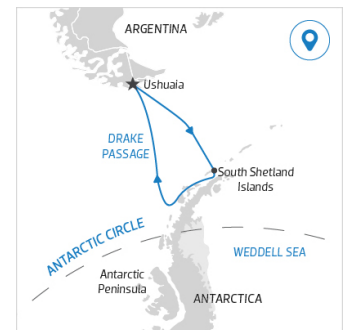 ARGENTINA
Ushuaia
DRAKE
PASSAGE
South Shetland
Islands
ANTARCTIC CIRCLE
WEDDELL SEA
Antarctic
Peninsula
ANTARCTICA